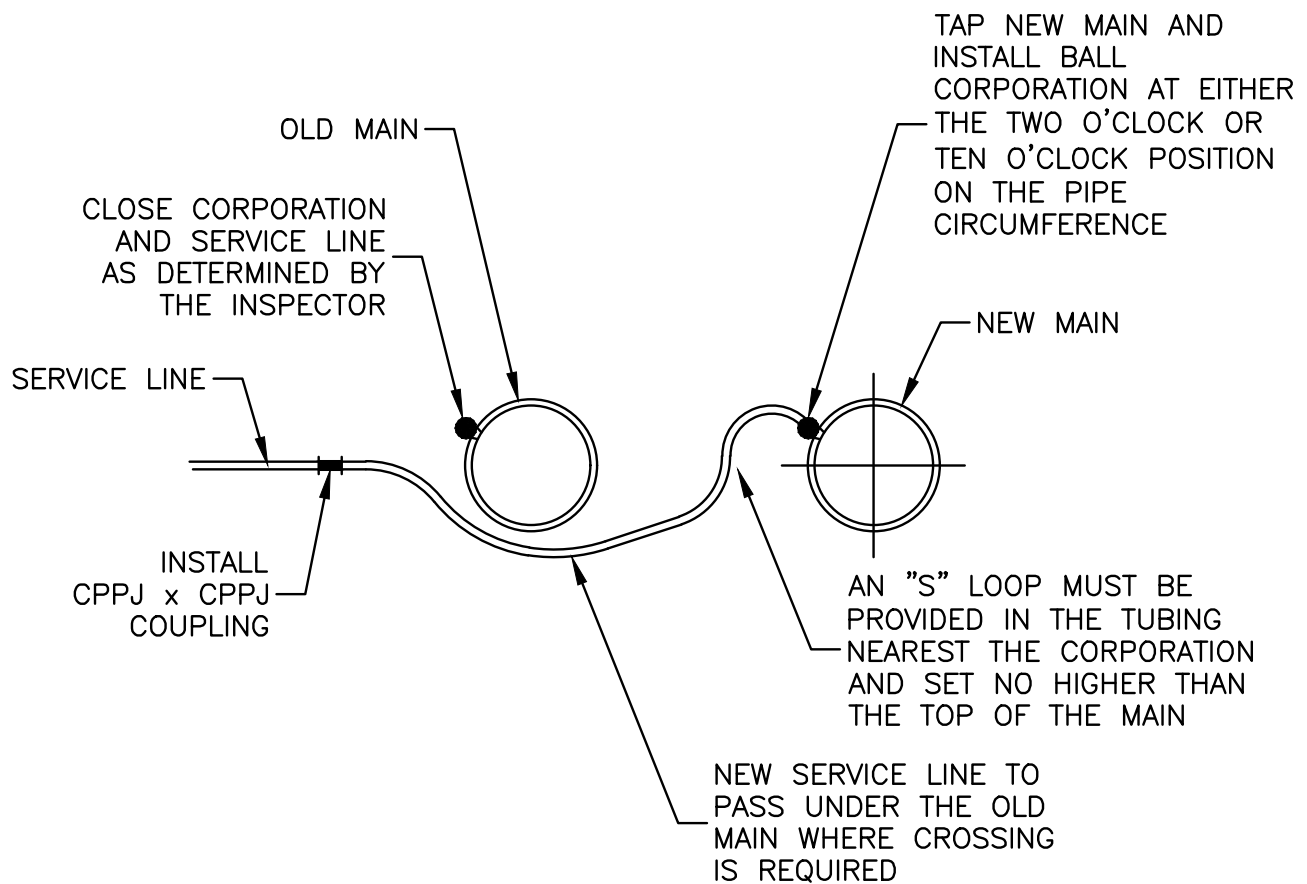 TAP NEW MAIN AND
INSTALL BALL
CORPORATION AT EITHER
THE TWO O'CLOCK OR
TEN O'CLOCK POSITION
ON THE PIPE
CIRCUMFERENCE
OLD MAIN
CLOSE CORPORATION
AND SERVICE LINE
AS DETERMINED BY
THE INSPECTOR
NEW MAIN
SERVICE LINE
INSTALL
CPPJ x CPPJ
COUPLING
AN "S" LOOP MUST BE
PROVIDED IN THE TUBING
NEAREST THE CORPORATION
AND SET NO HIGHER THAN
THE TOP OF THE MAIN
NEW SERVICE LINE TO
PASS UNDER THE OLD
MAIN WHERE CROSSING
IS REQUIRED